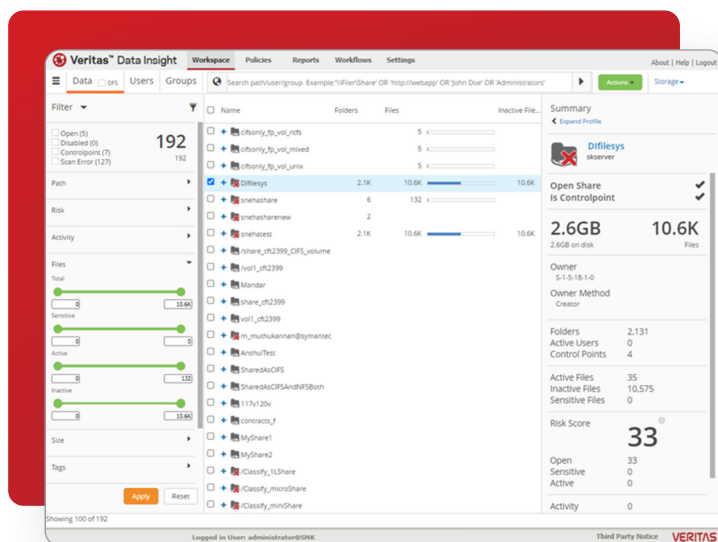 Veritas™ Data Insight
Workspace Policies Reports Workflows Settings
About | Help | Logout
Data DFS Users Groups
Search path/user/group Example:'\\Filer\Share' OR 'http://webapp' OR 'John Doe' OR 'Administrators'
Actions
Storage
Filter
Open (5)
Disabled (0)
Controlpoint (7)
Scan Error (127)
192
192
Path
Risk
Activity
Files
Total
0 10.6K
Sensitive
0 0
Active
0 132
Inactive
0 10.6K
Size
Tags
Apply Reset
Showing 100 of 192
Name Folders Files Inactive File...
cifsonly_fp_vol_ntfs 5
cifsonly_fp_vol_mixed 5
cifsonly_fp_vol_unix 5
DIfilesys 2.1K 10.6K 10.6K
snehashare 6 132
snehasharenew 2
snehatest 2.1K 10.6K 10.6K
/share_cft2399_CIFS_volume
/vol1_cft2399
Mandar
share_cft2399
vol1_cft2399
m_muthukannan@symantec
AnshulTest
SharedAsCIFS
SharedAsCIFSAndNFSBoth
117v120v
contracts_f
MyShare1
MyShare2
/Classify_1LShare
/Classify_microShare
/Classify_miniShare
Summary
Expand Profile
DIfilesys
skserver
Open Share
Is Controlpoint
2.6GB 10.6K
2.6GB on disk Files
Owner
S-1-5-18-1-0
Owner Method
Creator
Folders 2,131
Active Users 0
Control Points 4
Active Files 35
Inactive Files 10,575
Sensitive Files 0
Risk Score
33
Open 33
Sensitive 0
Active 0
Activity 0
Logged in User: administrator@SNK
Third Party Notice VERITAS